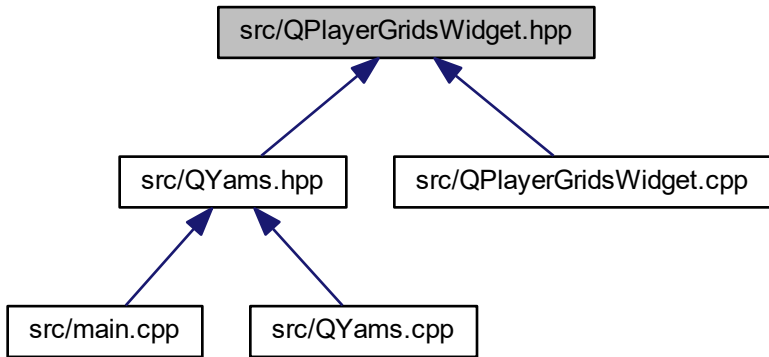 src/QPlayerGridsWidget.hpp
src/QYams.hpp
src/QPlayerGridsWidget.cpp
src/main.cpp
src/QYams.cpp